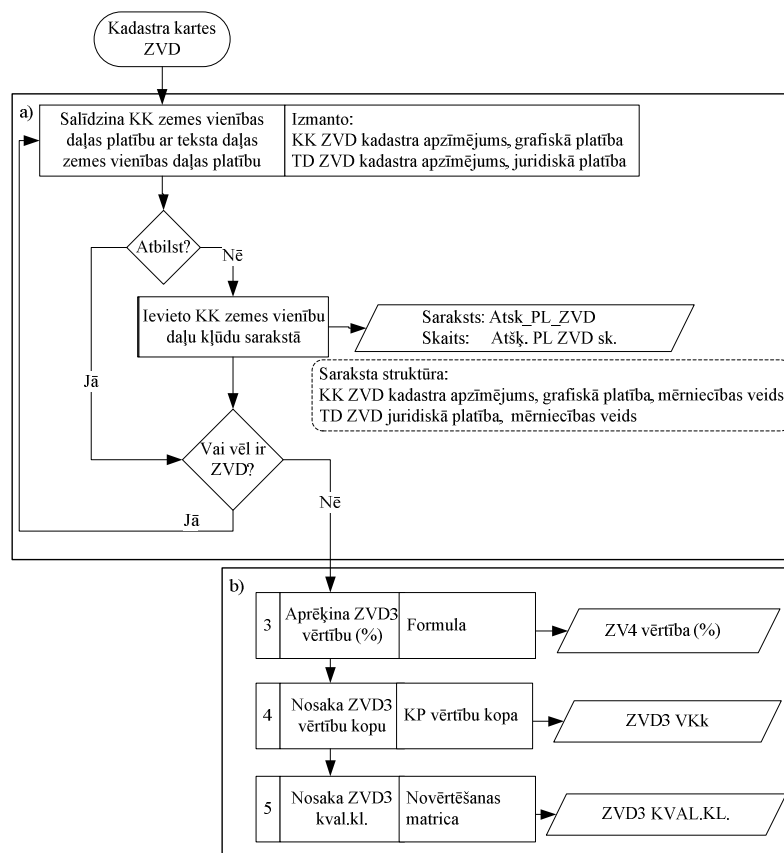 Kadastra kartes
ZVD
a)
Salīdzina KK zemes vienības
daļas platību ar teksta daļas
zemes vienības daļas platību
Izmanto:
KK ZVD kadastra apzīmējums, grafiskā platība
TD ZVD kadastra apzīmējums, juridiskā platība
Atbilst?
Nē
Ievieto KK zemes vienību
daļu kļūdu sarakstā
Saraksts: Atsk_PL_ZVD
Skaits: Atšķ. PL ZVD sk.
Saraksta struktūra:
KK ZVD kadastra apzīmējums, grafiskā platība, mērniecības veids
TD ZVD juridiskā platība, mērniecības veids
Jā
Vai vēl ir
ZVD?
Nē
Jā
b)
3
Aprēķina ZVD3
vērtību (%)
Formula
ZV4 vērtība (%)
4
Nosaka ZVD3
vērtību kopu
KP vērtību kopa
ZVD3 VKk
5
Nosaka ZVD3
kval.kl.
Novērtēšanas
matrica
ZVD3 KVAL.KL.